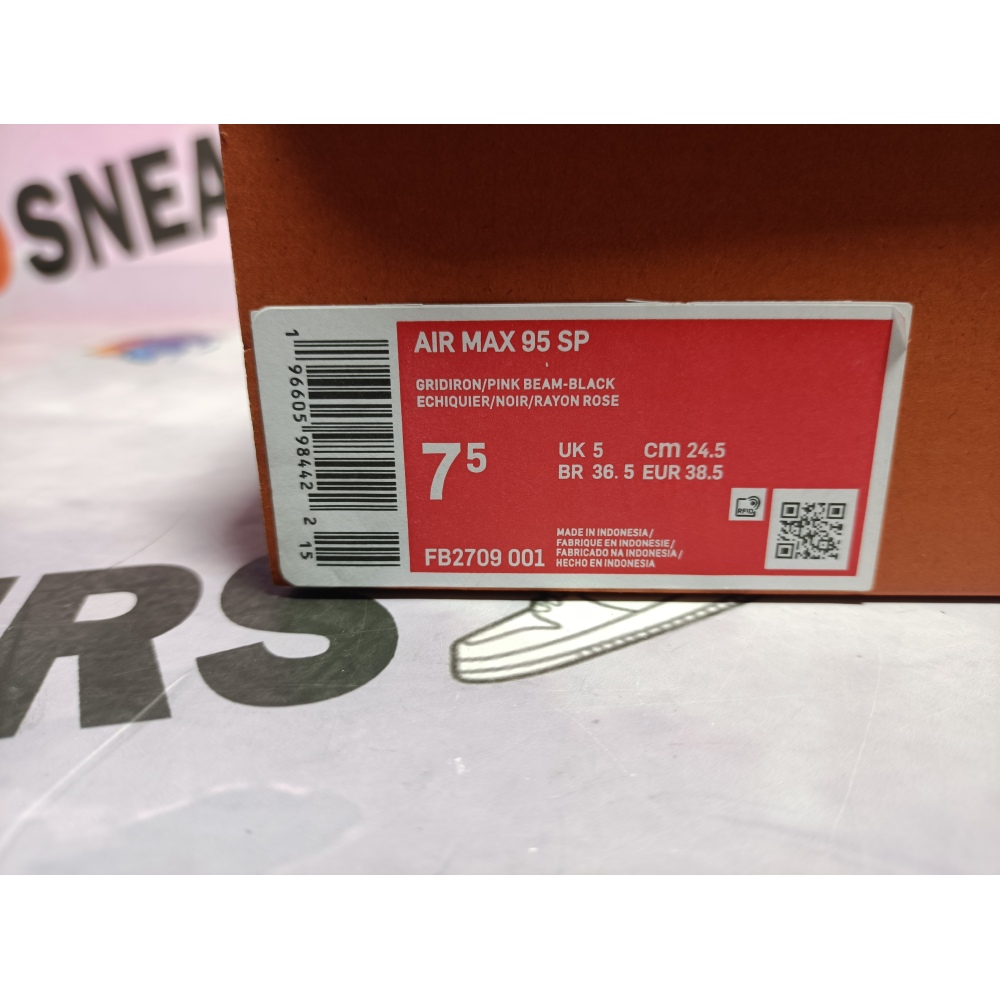 SNEA
1 96605 98442 2 15
AIR MAX 95 SP
GRIDIRON/PINK BEAM-BLACK
ECHIQUIER/NOIR/RAYON ROSE
7 5
UK 5 cm 24.5
BR 36. 5 EUR 38.5
RFID
FB2709 001
MADE IN INDONESIA/
FABRIQUE EN INDONESIE/
FABRICADO NA INDONESIA/
HECHO EN INDONESIA
RS